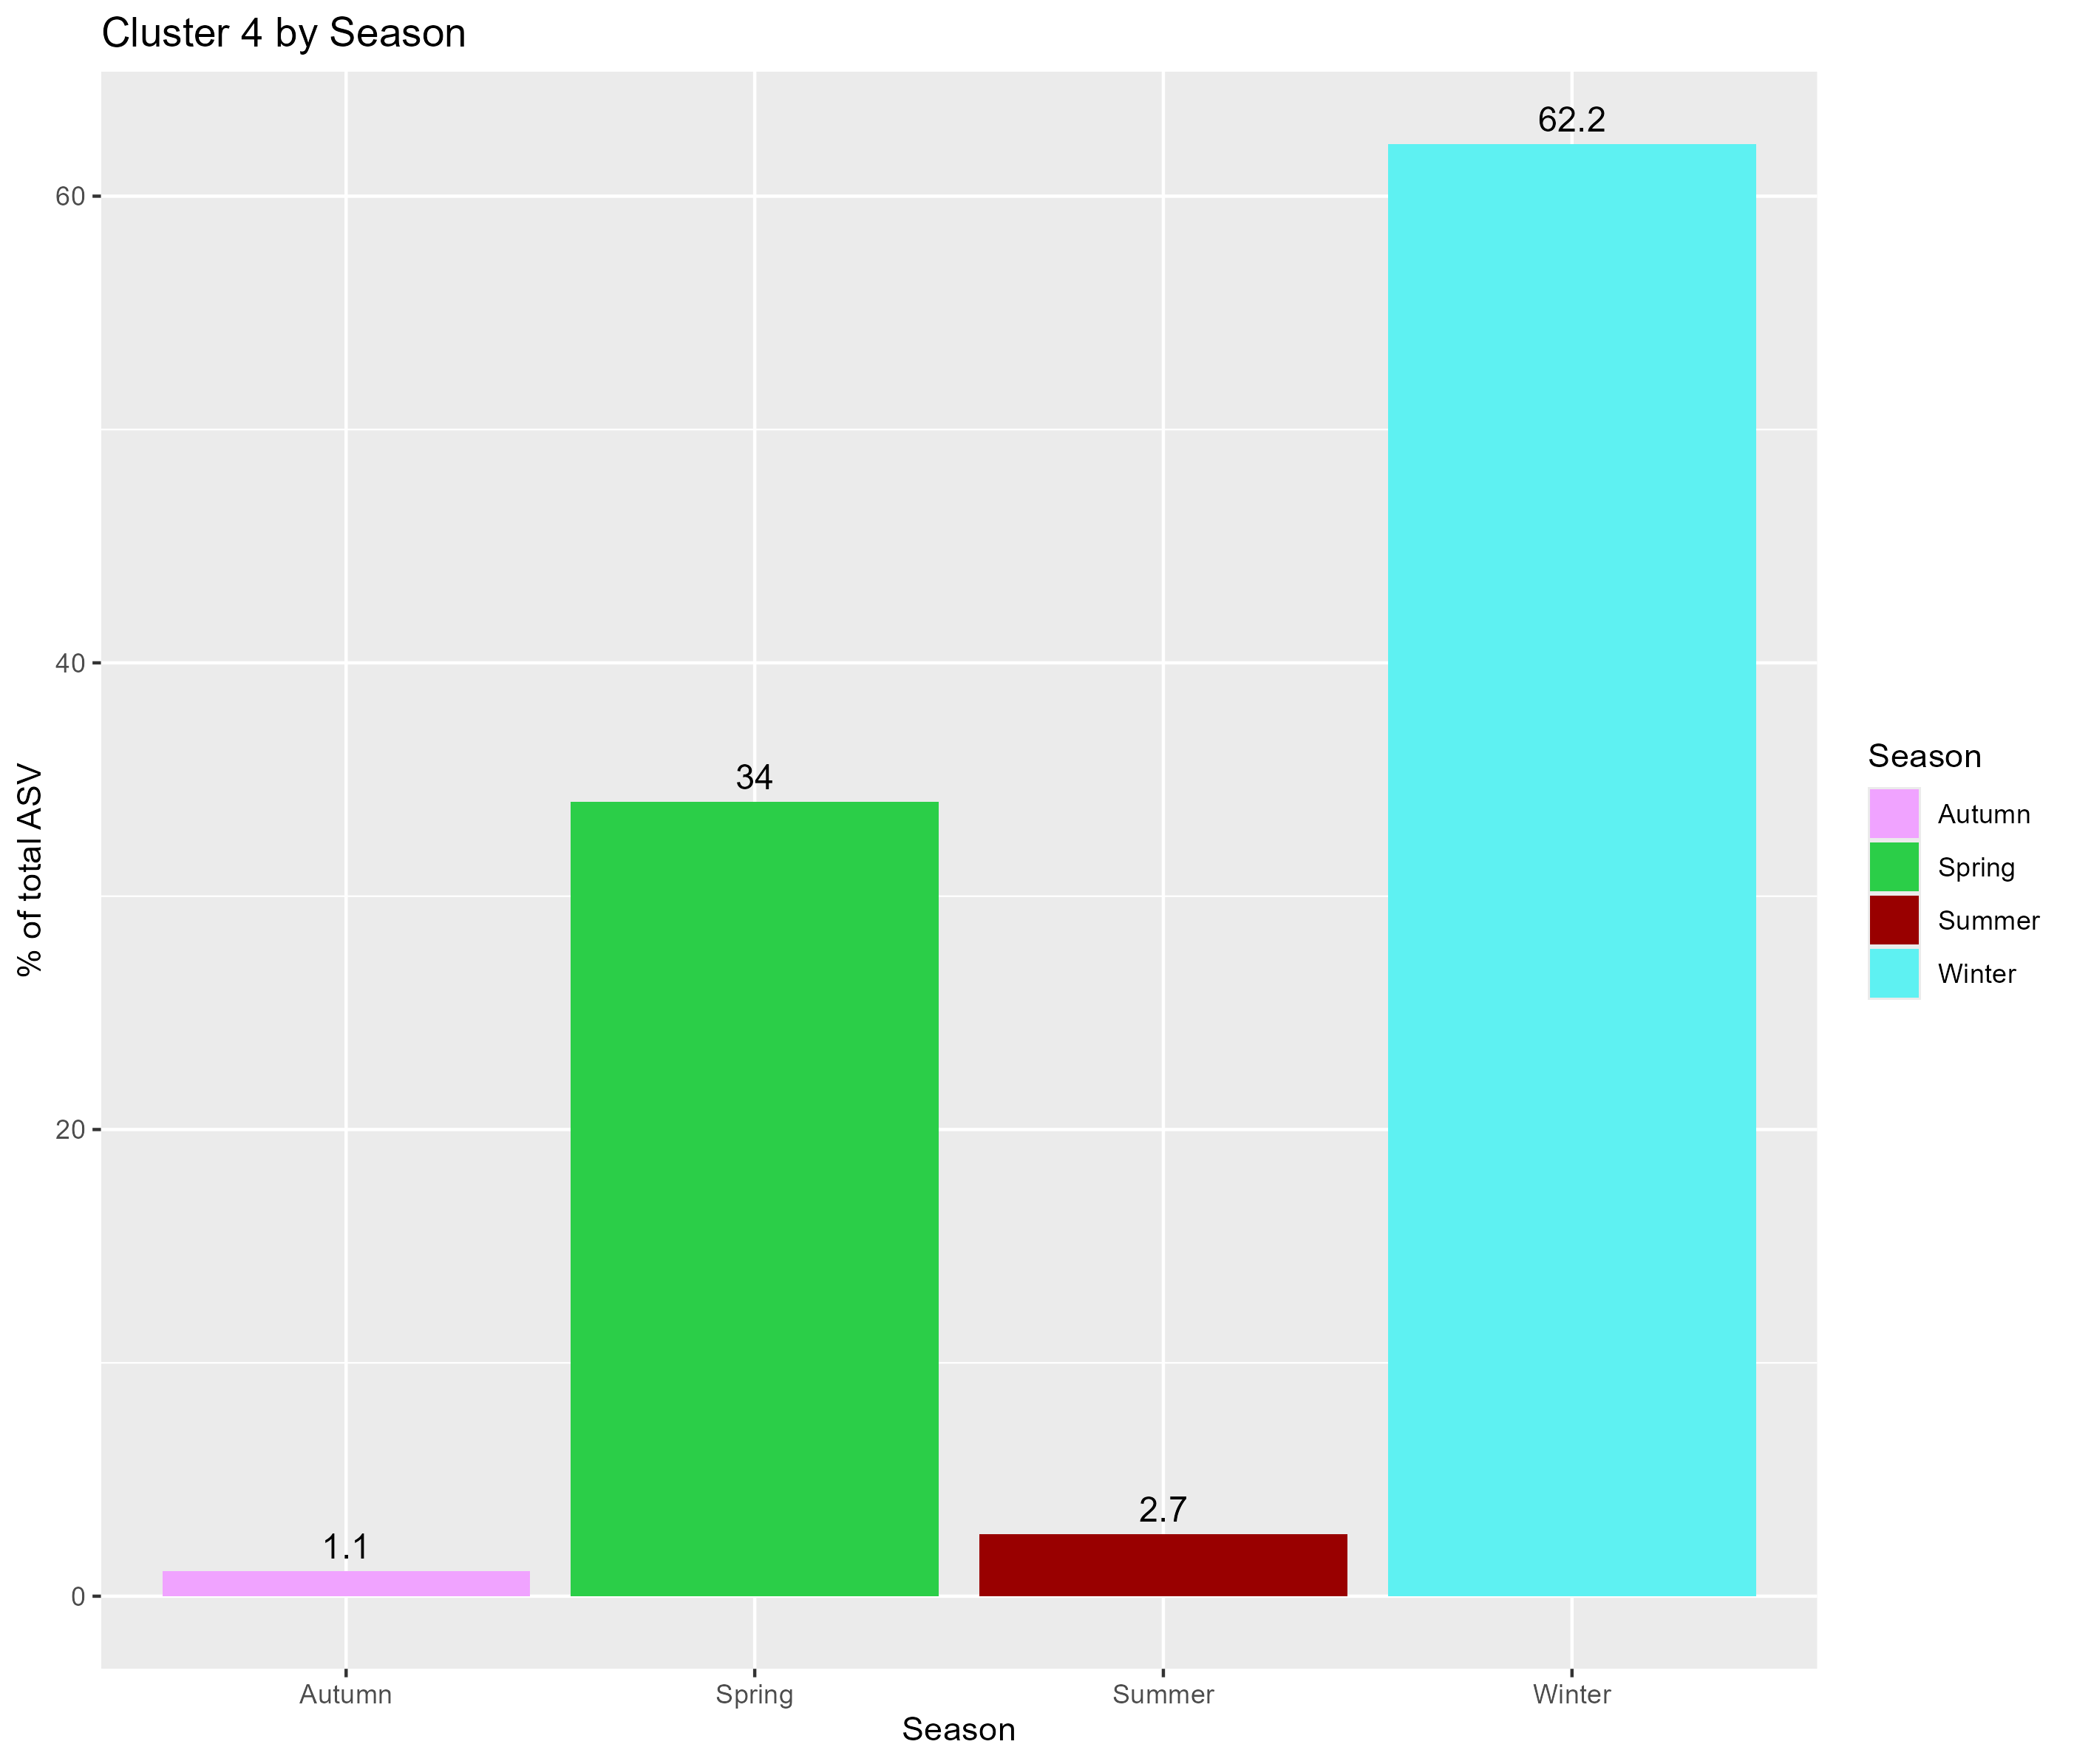 Cluster 4 by Season
% of total ASV
60
40
20
0
1.1
34
2.7
62.2
Autumn
Spring
Summer
Winter
Season
Season
Autumn
Spring
Summer
Winter